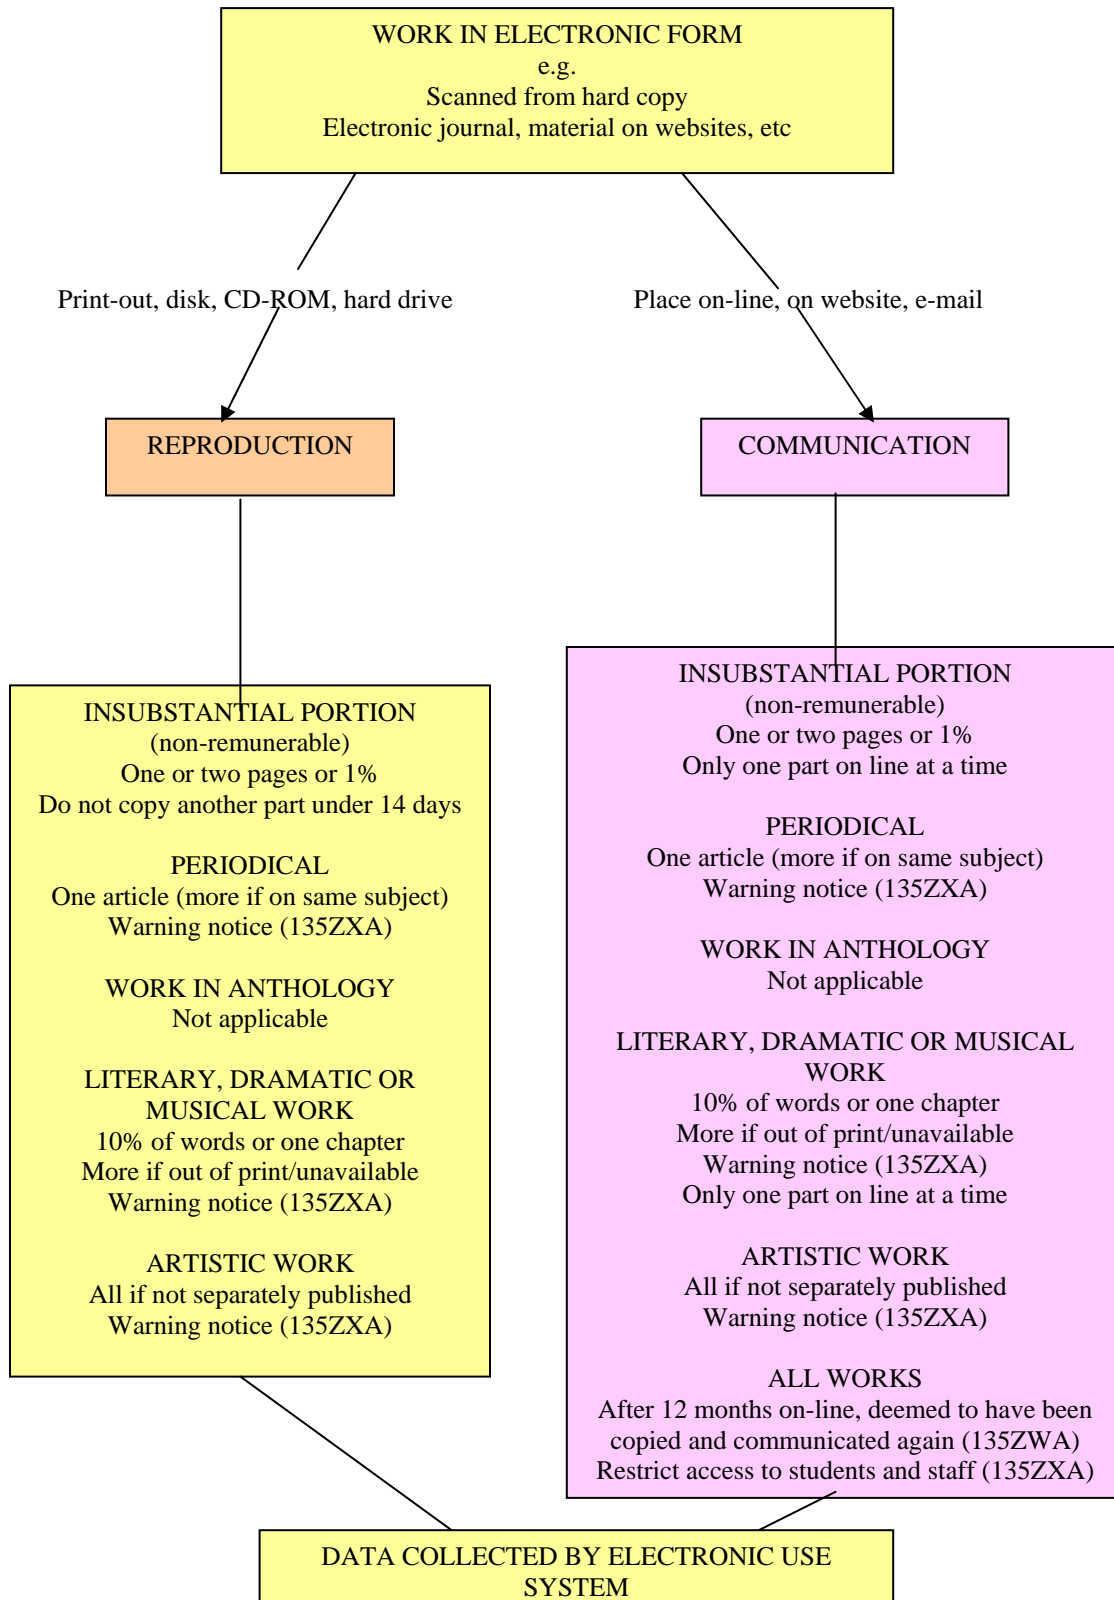 WORK IN ELECTRONIC FORM
e.g.
Scanned from hard copy
Electronic journal, material on websites, etc
Print-out, disk, CD-ROM, hard drive
Place on-line, on website, e-mail
REPRODUCTION
COMMUNICATION
INSUBSTANTIAL PORTION
(non-remunerable)
One or two pages or 1%
Do not copy another part under 14 days
PERIODICAL
One article (more if on same subject)
Warning notice (135ZXA)
WORK IN ANTHOLOGY
Not applicable
LITERARY, DRAMATIC OR
MUSICAL WORK
10% of words or one chapter
More if out of print/unavailable
Warning notice (135ZXA)
ARTISTIC WORK
All if not separately published
Warning notice (135ZXA)
INSUBSTANTIAL PORTION
(non-remunerable)
One or two pages or 1%
Only one part on line at a time
PERIODICAL
One article (more if on same subject)
Warning notice (135ZXA)
WORK IN ANTHOLOGY
Not applicable
LITERARY, DRAMATIC OR MUSICAL
WORK
10% of words or one chapter
More if out of print/unavailable
Warning notice (135ZXA)
Only one part on line at a time
ARTISTIC WORK
All if not separately published
Warning notice (135ZXA)
ALL WORKS
After 12 months on-line, deemed to have been
copied and communicated again (135ZWA)
Restrict access to students and staff (135ZXA)
DATA COLLECTED BY ELECTRONIC USE
SYSTEM